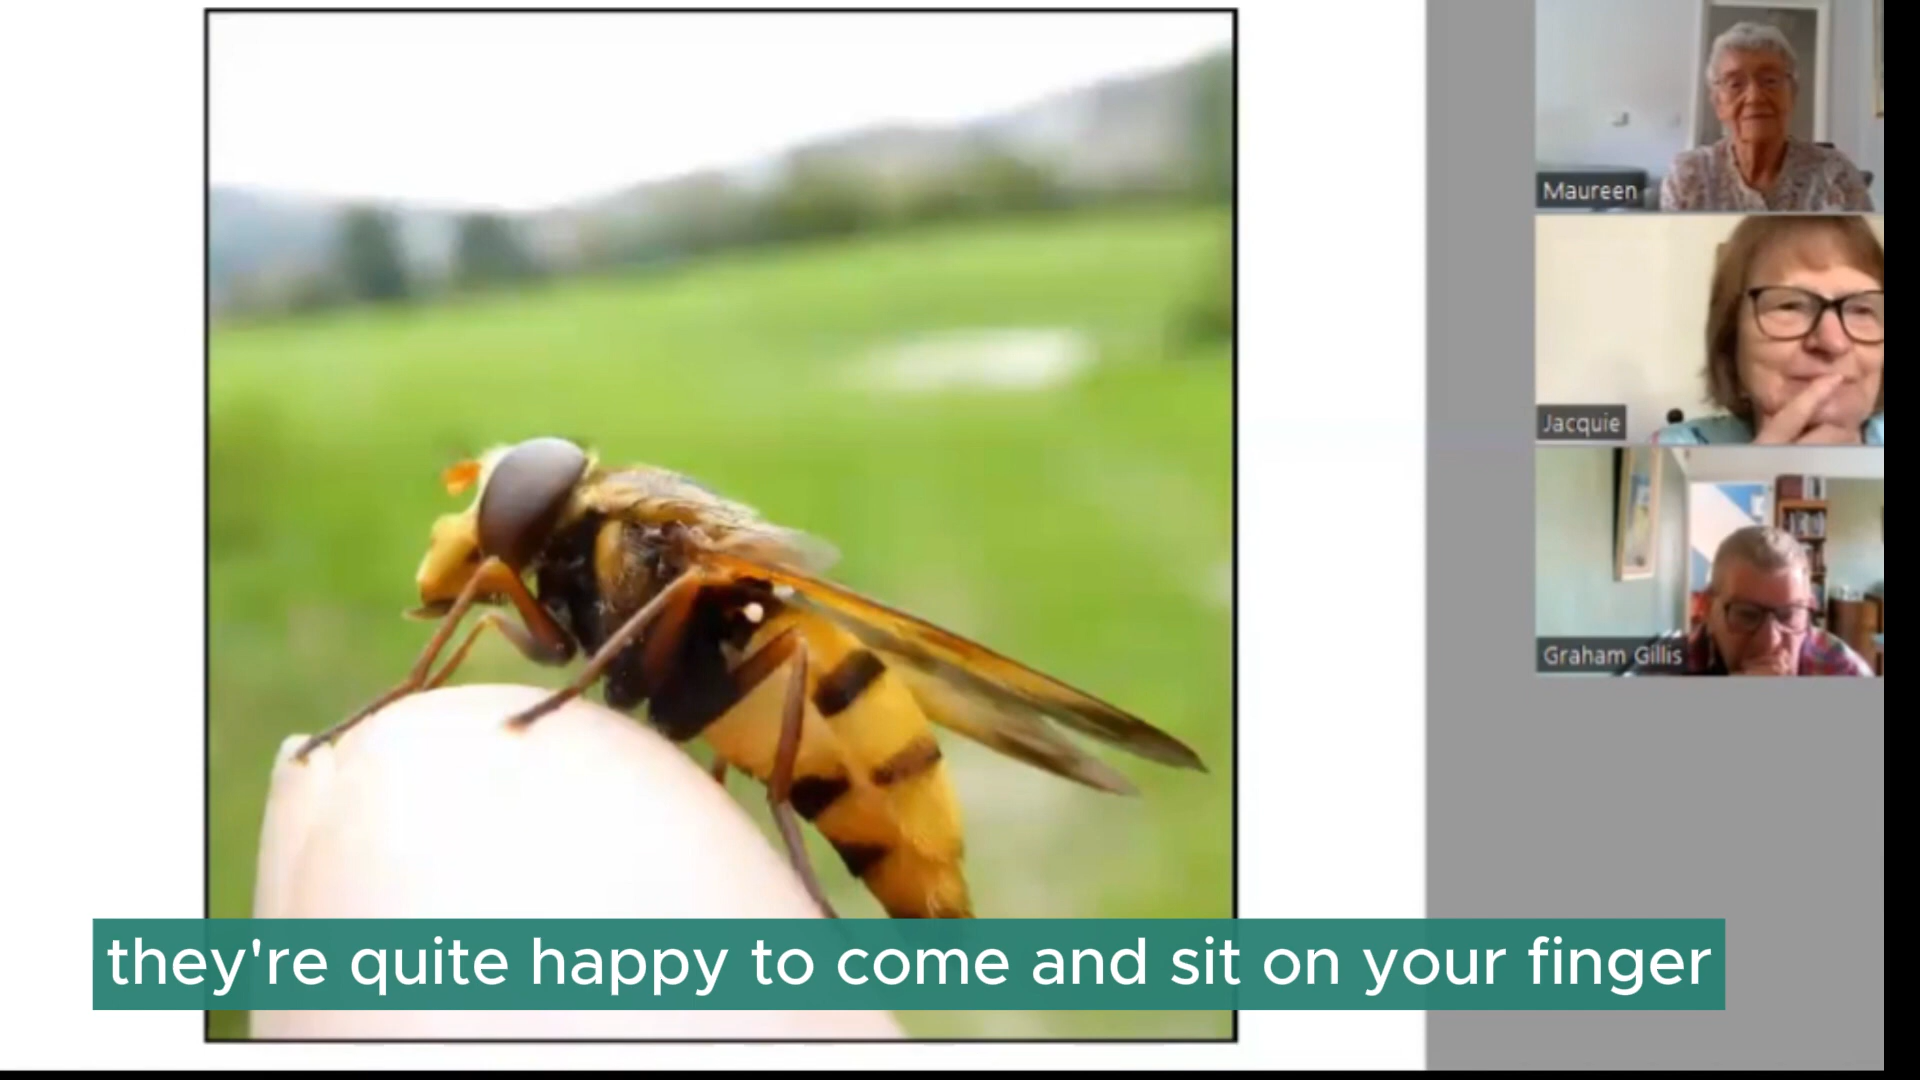 Maureen
Jacquie
Graham Gillis
they're quite happy to come and sit on your finger